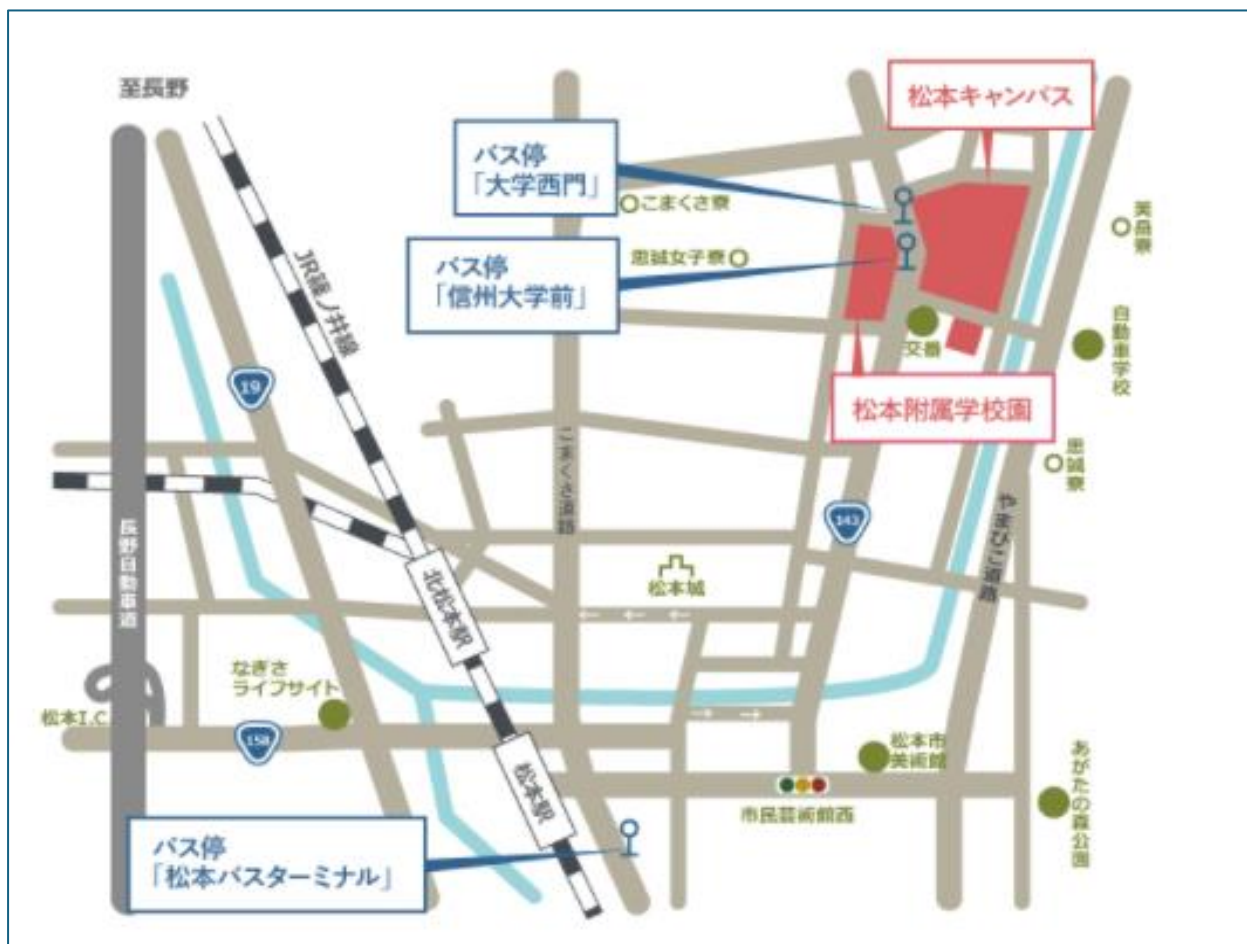 至長野
松本キャンパス
バス停
「大学西門」
こまくさ寮
美喜寮
バス停
「信州大学前」
思誠女子寮
JR篠ノ井線
交番
自動車学校
19
松本附属学校園
こまくさ道路
思誠寮
143
やまびこ道路
長野自動車道
北松本駅
松本城
なぎさ
ライフサイト
松本I.C.
158
松本駅
松本市
美術館
あがたの森公園
市民芸術館西
バス停
「松本バスターミナル」